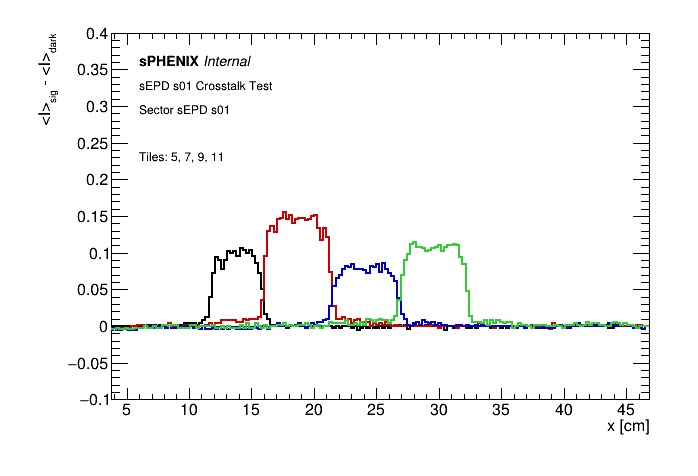 0.4
<I>sig - <I>dark
sPHENIX Internal
0.35
sEPD s01 Crosstalk Test
0.3
Sector sEPD s01
0.25
Tiles: 5, 7, 9, 11
0.2
0.15
0.1
0.05
0
−0.05
−0.1
5 10 15 20 25 30 35 40 45
x [cm]